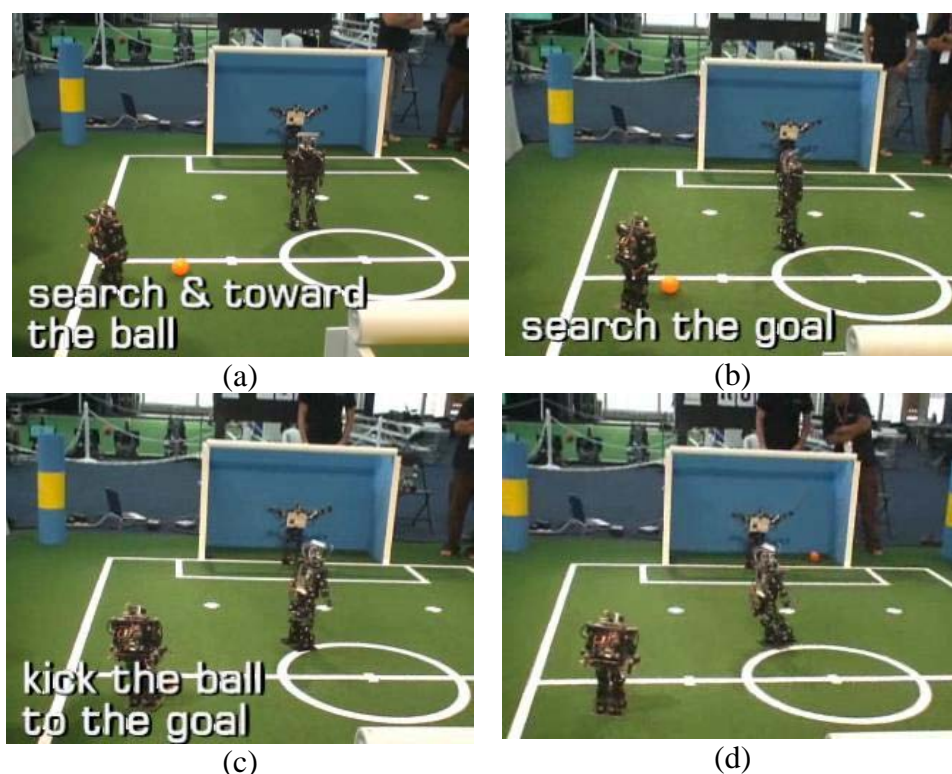 search & toward
the ball
(a)
search the goal
(b)
kick the ball
to the goal
(c)
(d)